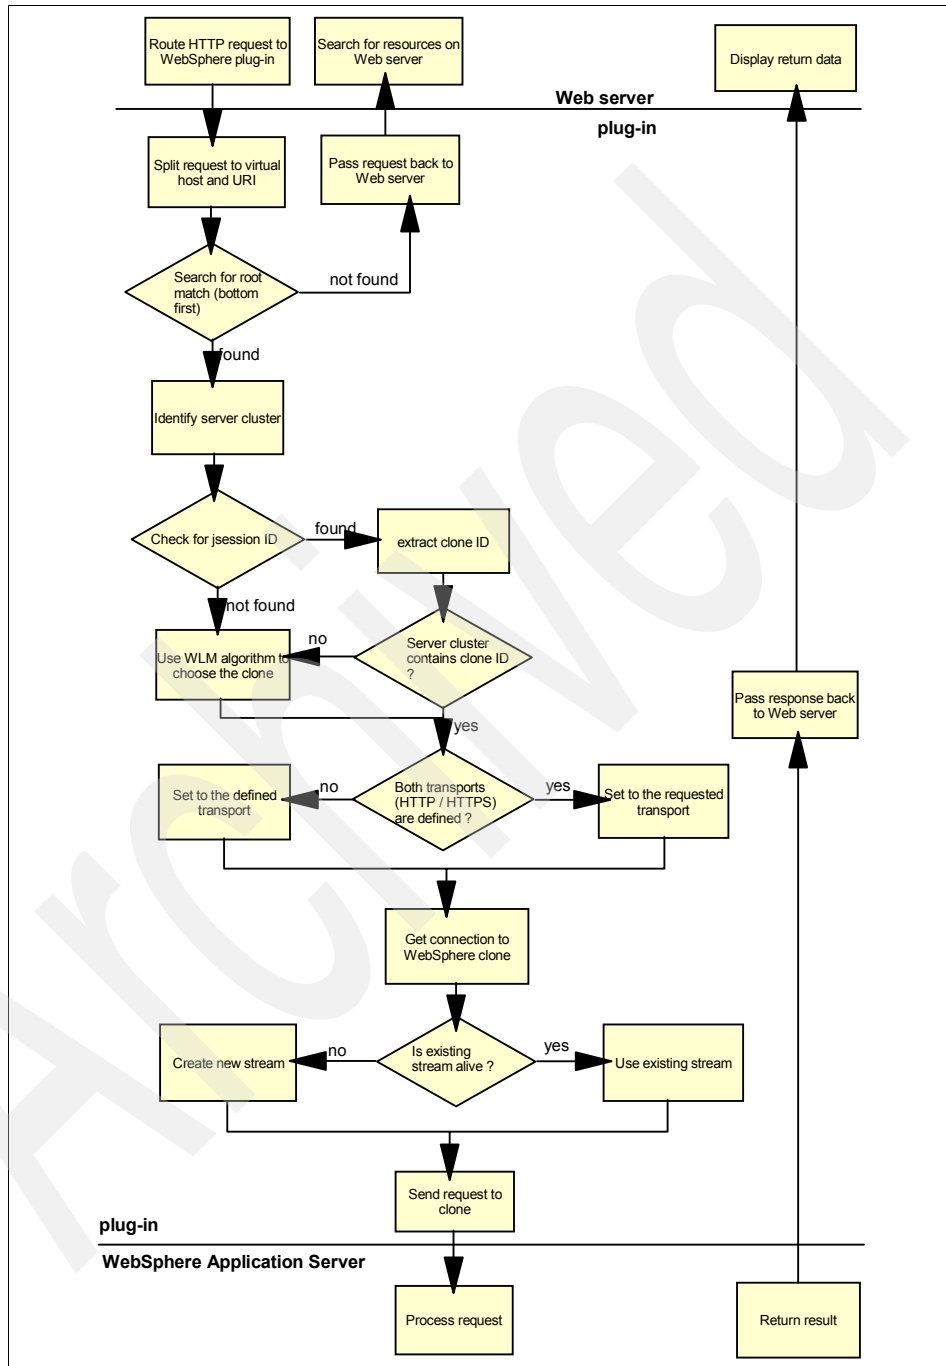 Route HTTP request to
WebSphere plug-in
Search for resources on
Web server
Display return data
Web server
plug-in
Split request to virtual
host and URI
Pass request back to
Web server
Search for root
match (bottom
first)
not found
found
Identify server cluster
Check for jsession ID
found
extract clone ID
not found
Use WLM algorithm to
choose the clone
no
Server cluster
contains clone ID
?
yes
Pass response back
to Web server
Set to the defined
transport
no
Both transports
(HTTP / HTTPS)
are defined ?
yes
Set to the requested
transport
Get connection to
WebSphere clone
Create new stream
no
Is existing
stream alive ?
yes
Use existing stream
Send request to
clone
plug-in
WebSphere Application Server
Process request
Return result
Archived